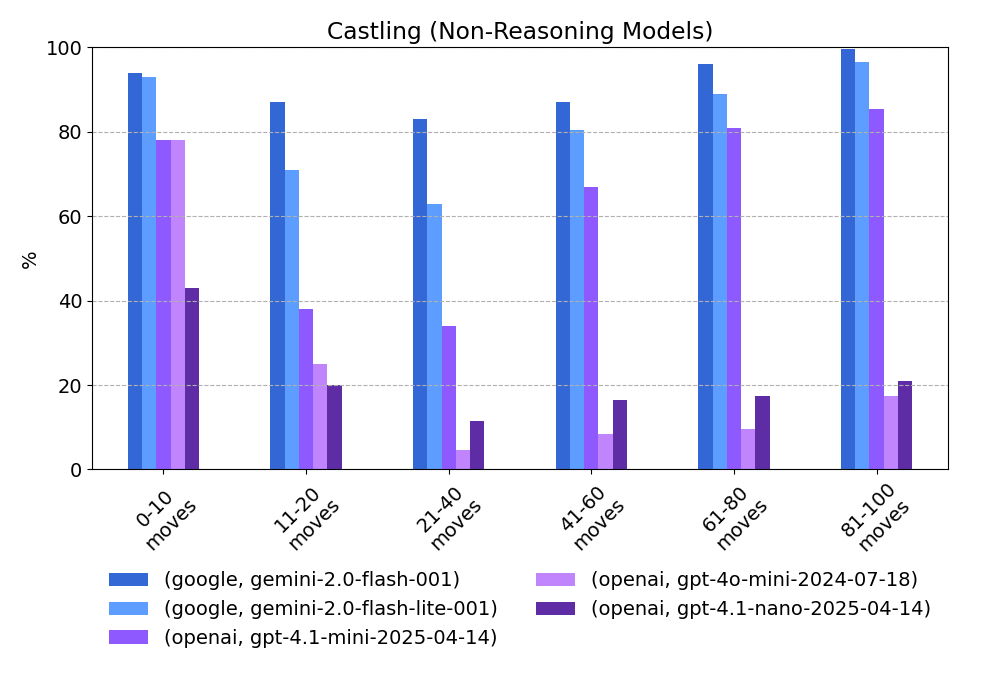 Castling (Non-Reasoning Models)
100
80
60
40
20
0
%
0-10
moves
11-20
moves
21-40
moves
41-60
moves
61-80
moves
81-100
moves
(google, gemini-2.0-flash-001)
(google, gemini-2.0-flash-lite-001)
(openai, gpt-4.1-mini-2025-04-14)
(openai, gpt-4o-mini-2024-07-18)
(openai, gpt-4.1-nano-2025-04-14)